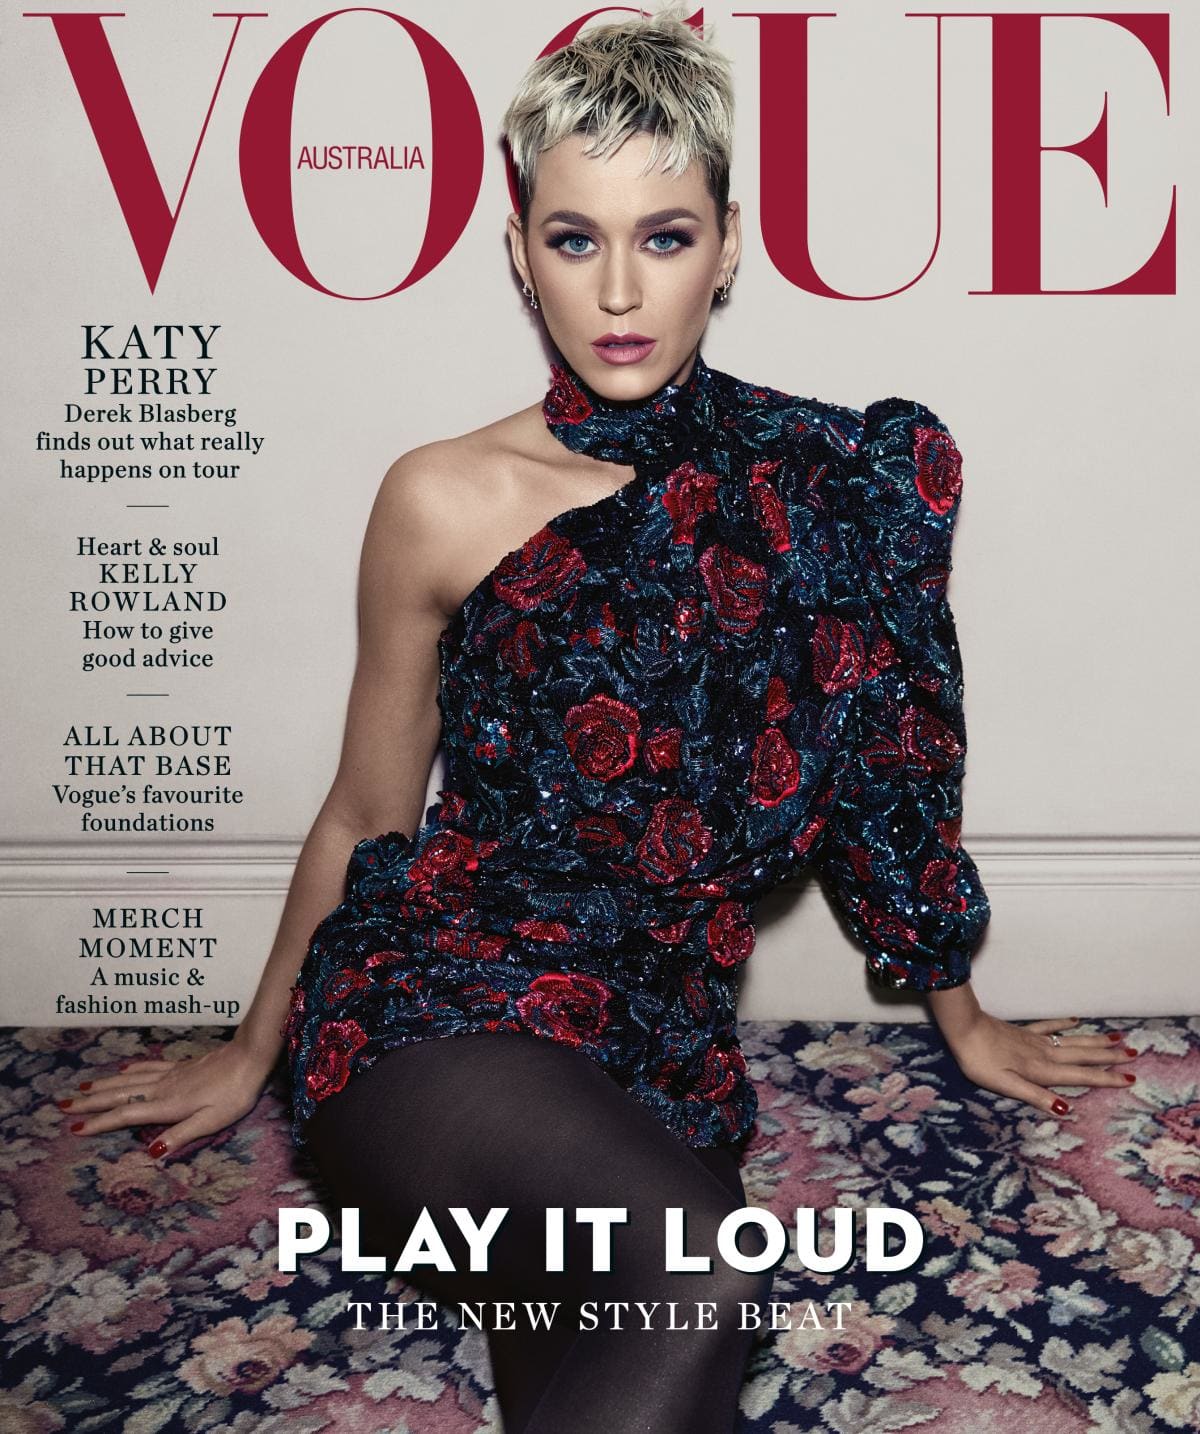 VOGUE
AUSTRALIA
KATY
PERRY
Derek Blasberg
finds out what really
happens on tour
Heart & soul
KELLY
ROWLAND
How to give
good advice
ALL ABOUT
THAT BASE
Vogue's favourite
foundations
MERCH
MOMENT
A music &
fashion mash-up
PLAY IT LOUD
THE NEW STYLE BEAT